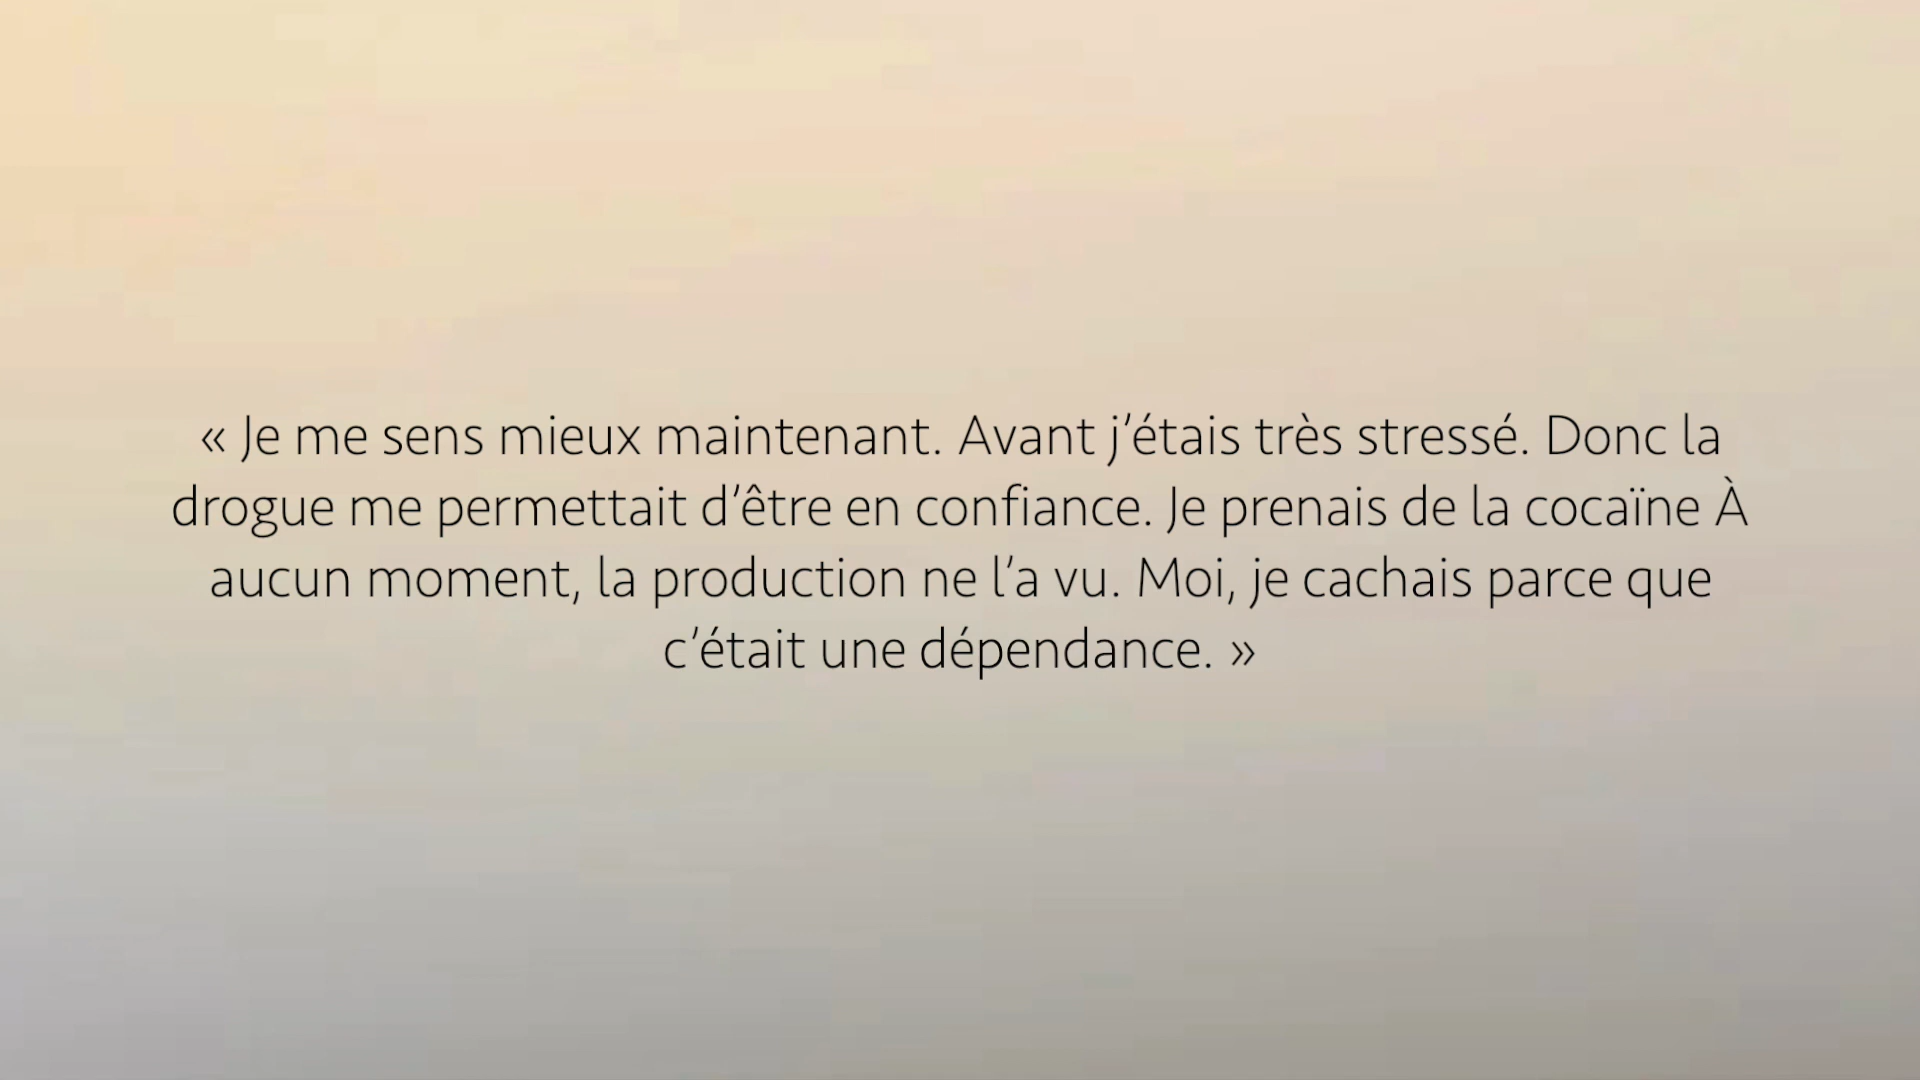 « Je me sens mieux maintenant. Avant j’étais très stressé. Donc la
drogue me permettait d’être en confiance. Je prenais de la cocaïne À
aucun moment, la production ne l’a vu. Moi, je cachais parce que
c’était une dépendance. »